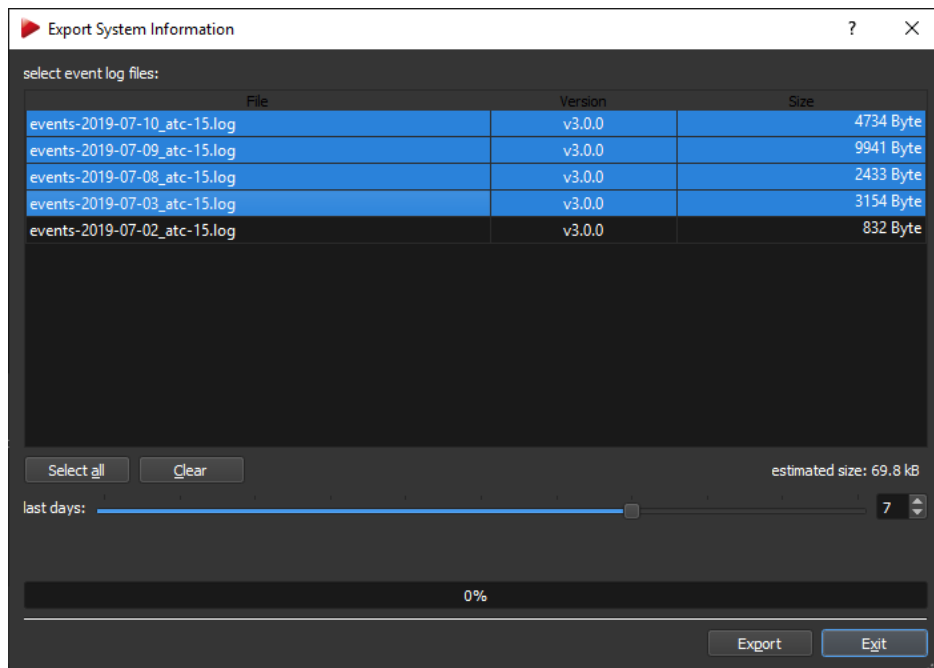 Export System Information ?
select event log files:
File Version Size
events-2019-07-10_atc-15.log v3.0.0 4734 Byte
events-2019-07-09_atc-15.log v3.0.0 9941 Byte
events-2019-07-08_atc-15.log v3.0.0 2433 Byte
events-2019-07-03_atc-15.log v3.0.0 3154 Byte
events-2019-07-02_atc-15.log v3.0.0 832 Byte
Select all Clear estimated size: 69.8 kB
last days: 7
0%
Export Exit